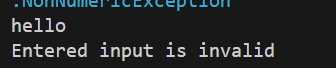 .NonNumericException
hello
Entered input is invalid